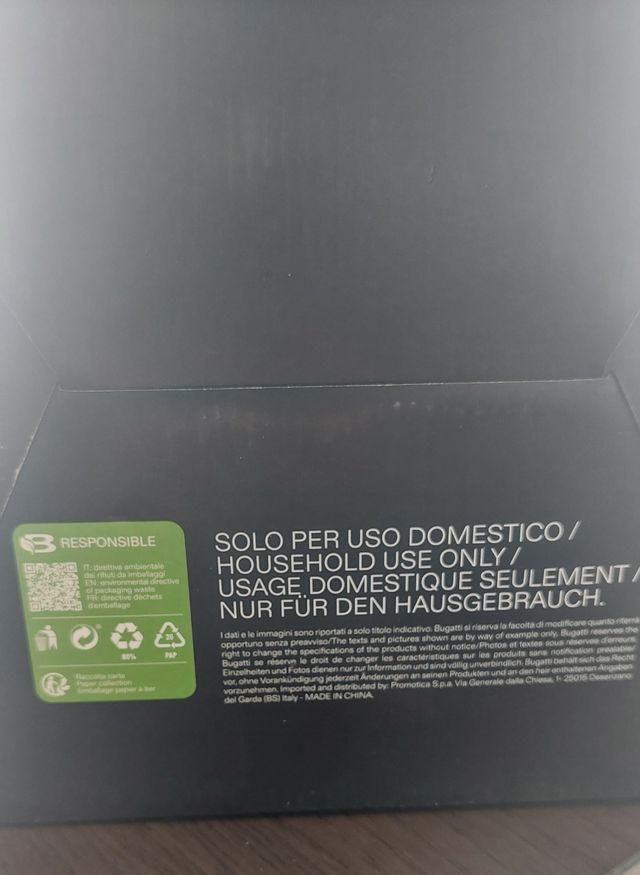 B RESPONSIBLE
IT: direttiva ambientale
dei rifiuti da imballaggi
EN: environmental directive
of packaging waste
FR: directive déchets
d'emballage
80%
20
PAP
Raccolta carta
Paper collection
Emballage papier à trier
SOLO PER USO DOMESTICO /
HOUSEHOLD USE ONLY /
USAGE DOMESTIQUE SEULEMENT /
NUR FÜR DEN HAUSGEBRAUCH.
I dati e le immagini sono riportati a solo titolo indicativo. Bugatti si riserva la facoltà di modificare quanto riferito
opportuno senza preavviso/The texts and pictures shown are by way of example only. Bugatti reserves the
right to change the specifications of the products without notice/Photos et textes non contractuels.
Bugatti se réserve le droit de changer les caractéristiques sur les produits sans notification préalable/
Einzelheiten und Fotos dienen nur zur Information und sind völlig unverbindlich. Bugatti behält sich das Recht
vor, ohne Vorankündigung jederzeit Änderungen an seinen Produkten und an den hier enthaltenen Angaben
vorzunehmen. Imported and distributed by: Promotica S.p.a. Via Generale dalla Chiesa, 1- 25015 Desenzano
del Garda (BS) Italy - MADE IN CHINA.